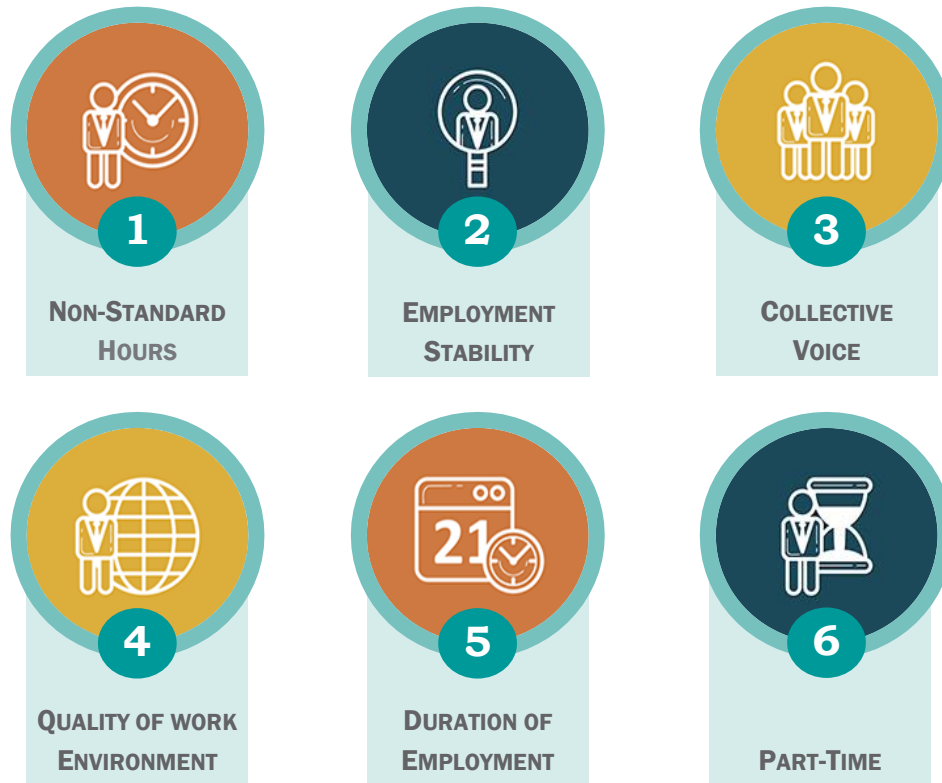 1
NON-STANDARD
HOURS
2
EMPLOYMENT
STABILITY
3
COLLECTIVE
VOICE
4
QUALITY OF WORK
ENVIRONMENT
21
5
DURATION OF
EMPLOYMENT
6
PART-TIME